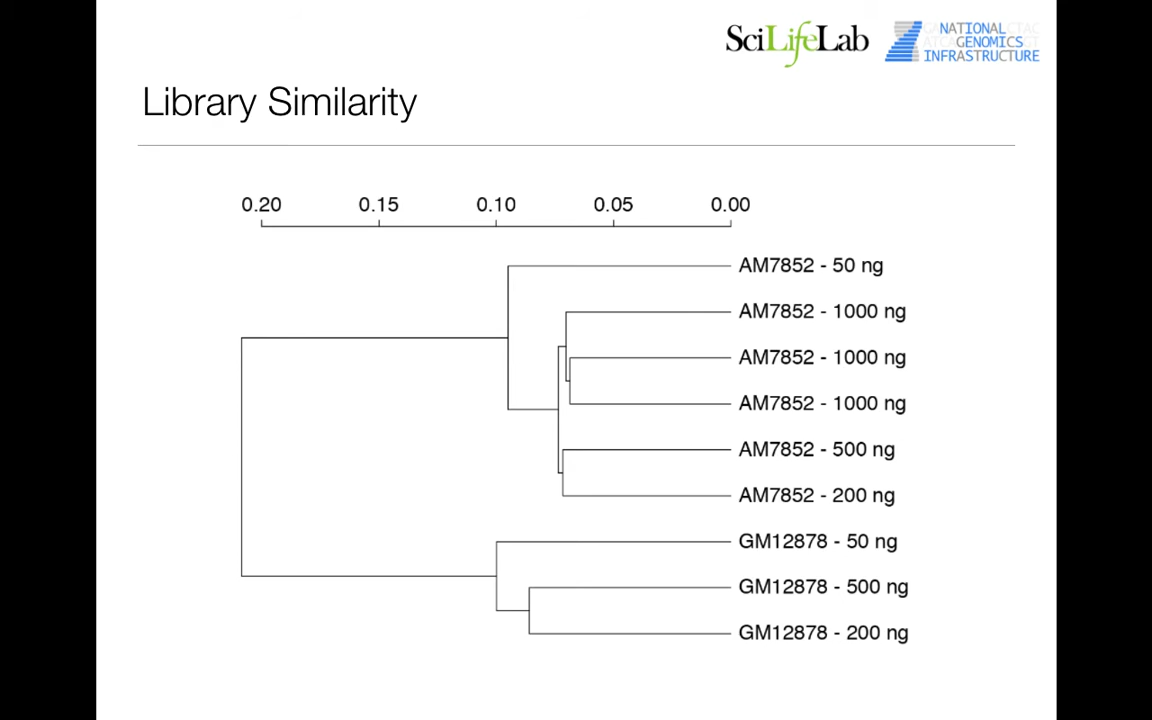 SciLifeLab
NATIONAL
GENOMICS
INFRASTRUCTURE
Library Similarity
0.20 0.15 0.10 0.05 0.00
AM7852 - 50 ng
AM7852 - 1000 ng
AM7852 - 1000 ng
AM7852 - 1000 ng
AM7852 - 500 ng
AM7852 - 200 ng
GM12878 - 50 ng
GM12878 - 500 ng
GM12878 - 200 ng